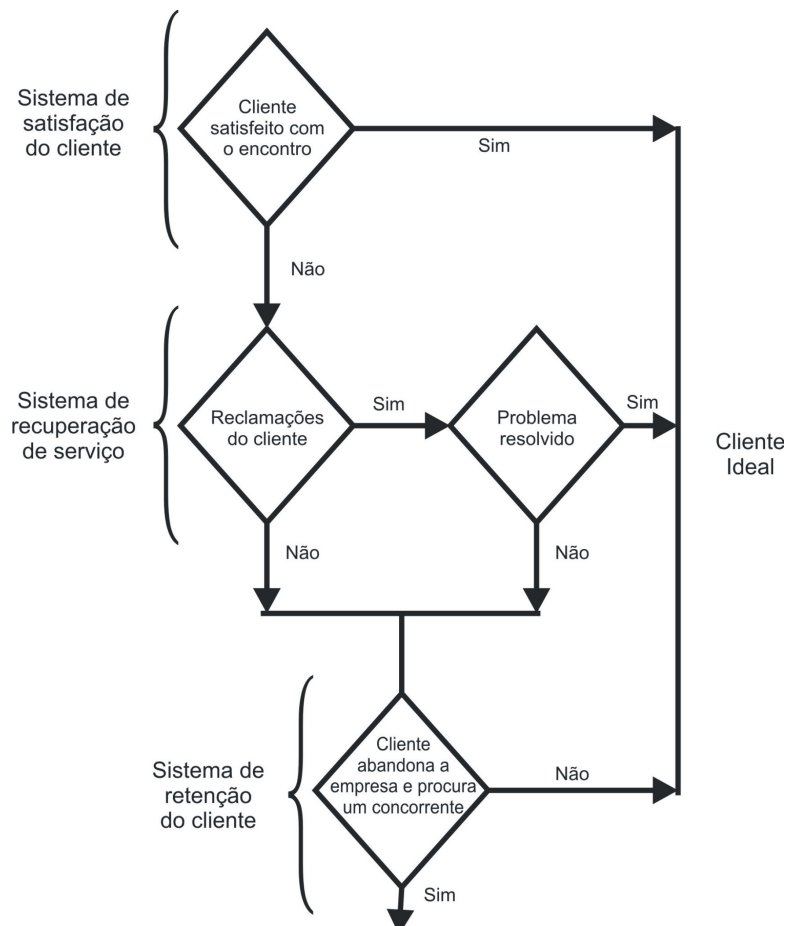 Sistema de
satisfação
do cliente
Cliente
satisfeito com
o encontro
Sim
Não
Sistema de
recuperação
de serviço
Reclamações
do cliente
Sim
Problema
resolvido
Sim
Cliente
Ideal
Não
Não
Sistema de
retenção
do cliente
Cliente
abandona a
empresa e procura
um concorrente
Não
Sim